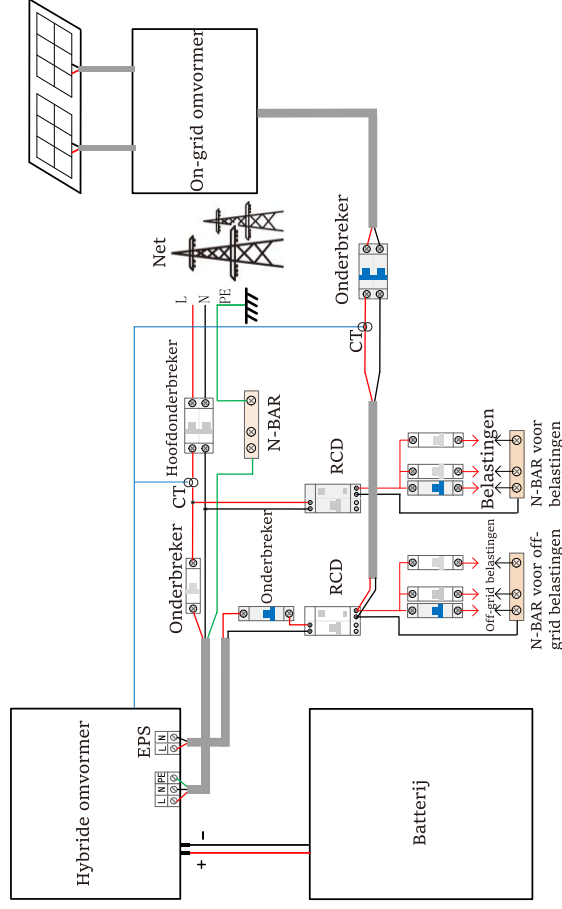 Hybride omvormer
L N PE
EPS
L N
+
-
Batterij
Onderbreker
CT
Hoofdonderbreker
L
N
PE
Net
On-grid omvormer
N-BAR
Onderbreker
RCD
RCD
Onderbreker
CT
Off-grid belastingen
N-BAR voor off-
grid belastingen
Belastingen
N-BAR voor
belastingen